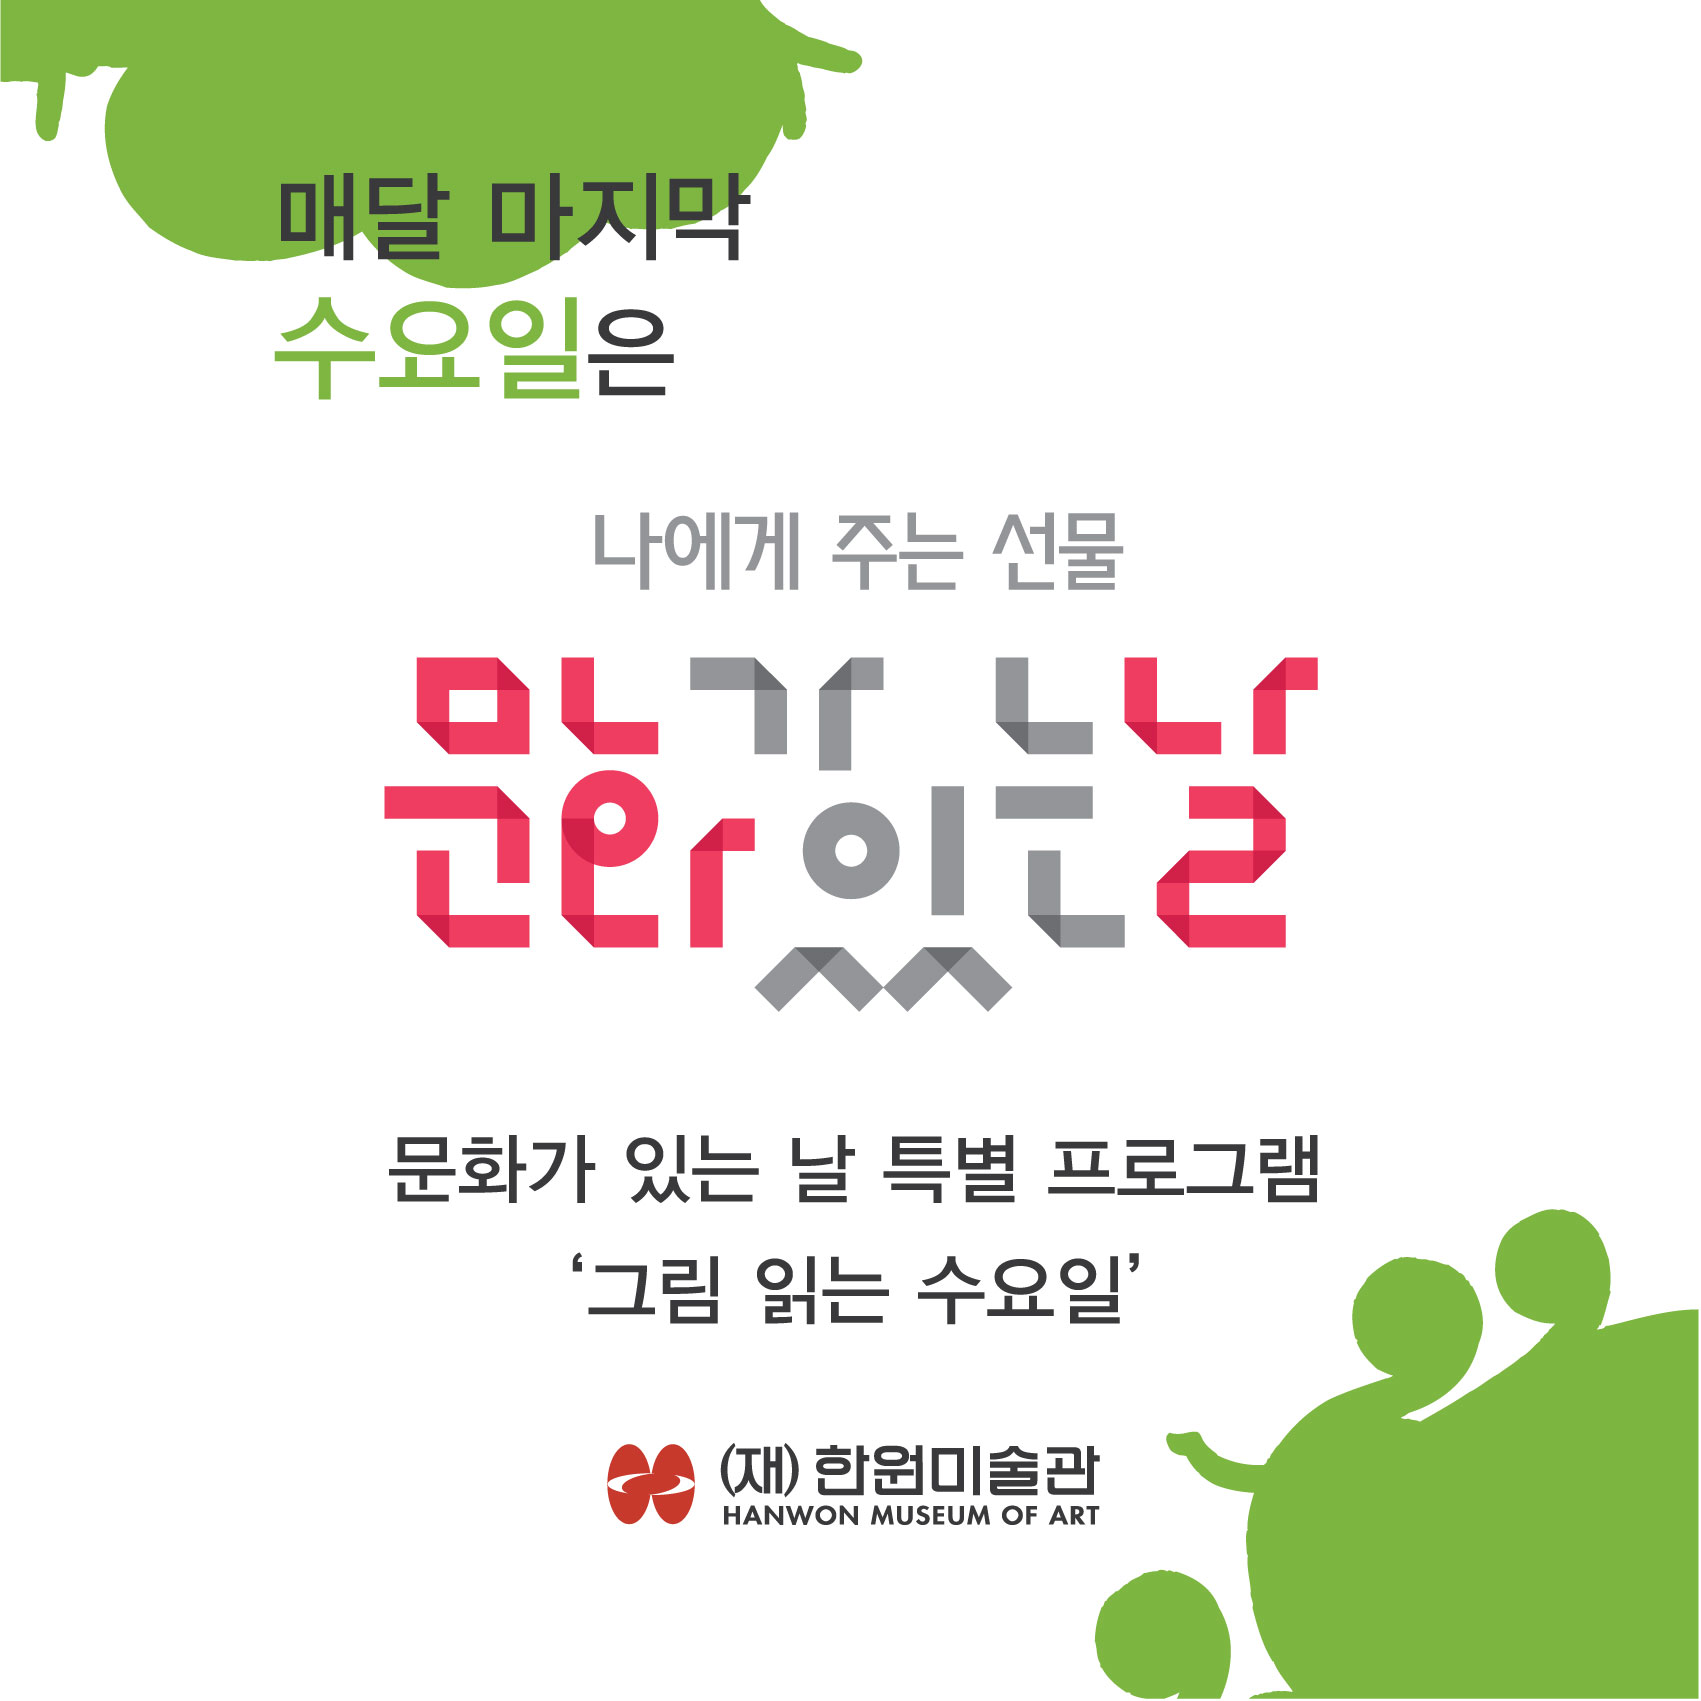 매달 마지막
수요일은
나에게 주는 선물
문화가 있는 날
문화가 있는 날 특별 프로그램
‘그림 읽는 수요일’
(재) 한원미술관
HANWON MUSEUM OF ART